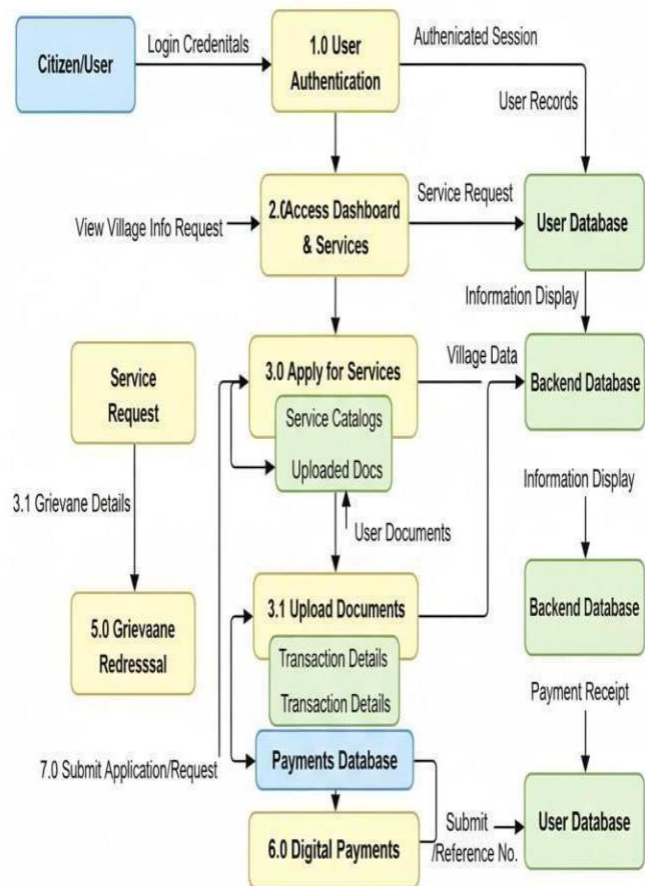 Citizen/User
Login Credenitals
1.0 User
Authentication
Authenicated Session
User Records
View Village Info Request
2.0Access Dashboard
& Services
Service Request
User Database
Information Display
Service
Request
3.0 Apply for Services
Village Data
Backend Database
Service Catalogs
Uploaded Docs
3.1 Grievane Details
User Documents
Information Display
5.0 Grievaane
Redresssal
3.1 Upload Documents
Backend Database
Transaction Details
Transaction Details
Payment Receipt
7.0 Submit Application/Request
Payments Database
6.0 Digital Payments
Submit
/Reference No.
User Database